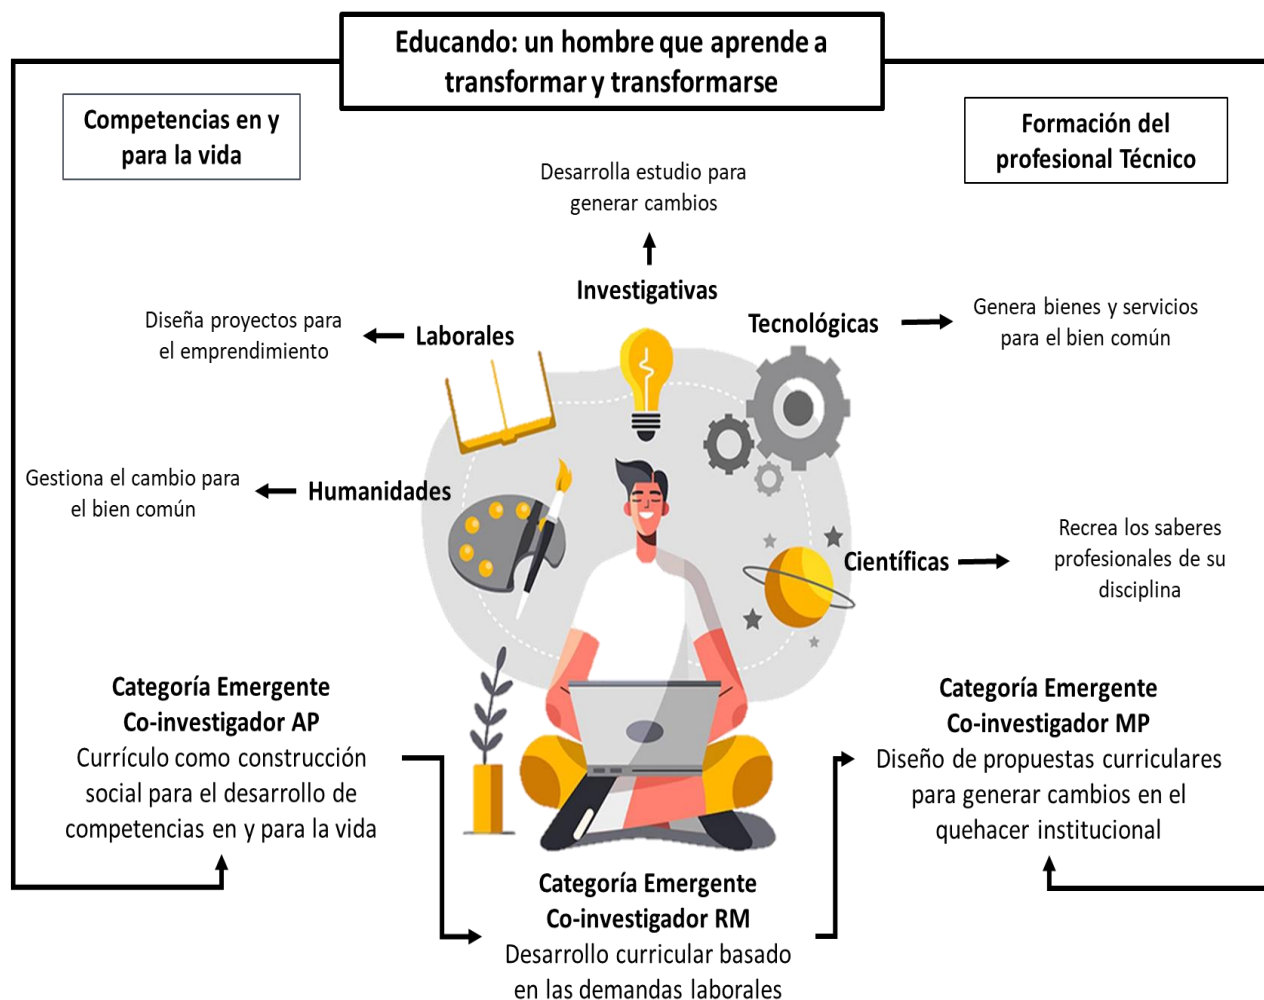 Educando: un hombre que aprende a
transformar y transformarse
Competencias en y
para la vida
Formación del
profesional Técnico
Desarrolla estudio para
generar cambios
Investigativas
Diseña proyectos para
el emprendimiento
Laborales
Tecnológicas
Genera bienes y servicios
para el bien común
Gestiona el cambio para
el bien común
Humanidades
Científicas
Recrea los saberes
profesionales de su
disciplina
Categoría Emergente
Co-investigador AP
Currículo como construcción
social para el desarrollo de
competencias en y para la vida
Categoría Emergente
Co-investigador RM
Desarrollo curricular basado
en las demandas laborales
Categoría Emergente
Co-investigador MP
Diseño de propuestas curriculares
para generar cambios en el
quehacer institucional